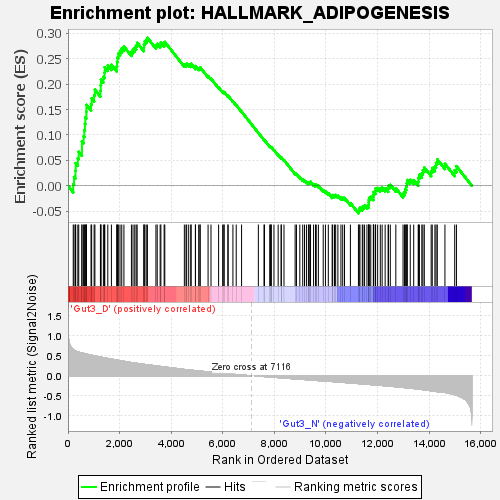 Enrichment plot: HALLMARK_ADIPOGENESIS
Enrichment score (ES)
0.30
0.25
0.20
0.15
0.10
0.05
0.00
-0.05
'Gut3_D' (positively correlated)
Ranked list metric (Signal2Noise)
1.5
1.0
0.5
0.0
-0.5
-1.0
Zero cross at 7116
'Gut3_N' (negatively correlated)
0 2,000 4,000 6,000 8,000 10,000 12,000 14,000 16,000
Rank in Ordered Dataset
Enrichment profile Hits Ranking metric scores